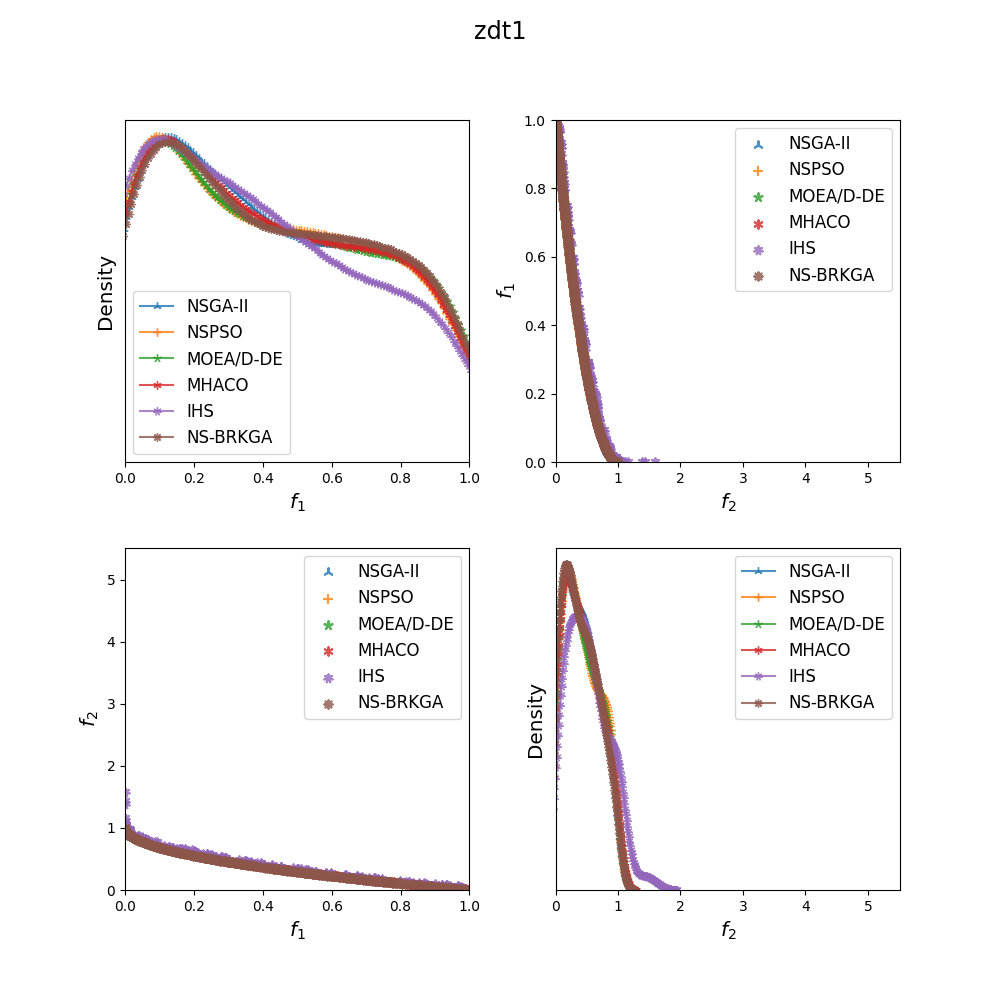 zdt1
Density
NSGA-II
NSPSO
MOEA/D-DE
MHACO
IHS
NS-BRKGA
0.0 0.2 0.4 0.6 0.8 1.0
f1
f1
1.0
0.8
0.6
0.4
0.2
0.0
NSGA-II
NSPSO
MOEA/D-DE
MHACO
IHS
NS-BRKGA
0 1 2 3 4 5
f2
f2
5
4
3
2
1
0
NSGA-II
NSPSO
MOEA/D-DE
MHACO
IHS
NS-BRKGA
0.0 0.2 0.4 0.6 0.8 1.0
f1
Density
NSGA-II
NSPSO
MOEA/D-DE
MHACO
IHS
NS-BRKGA
0 1 2 3 4 5
f2